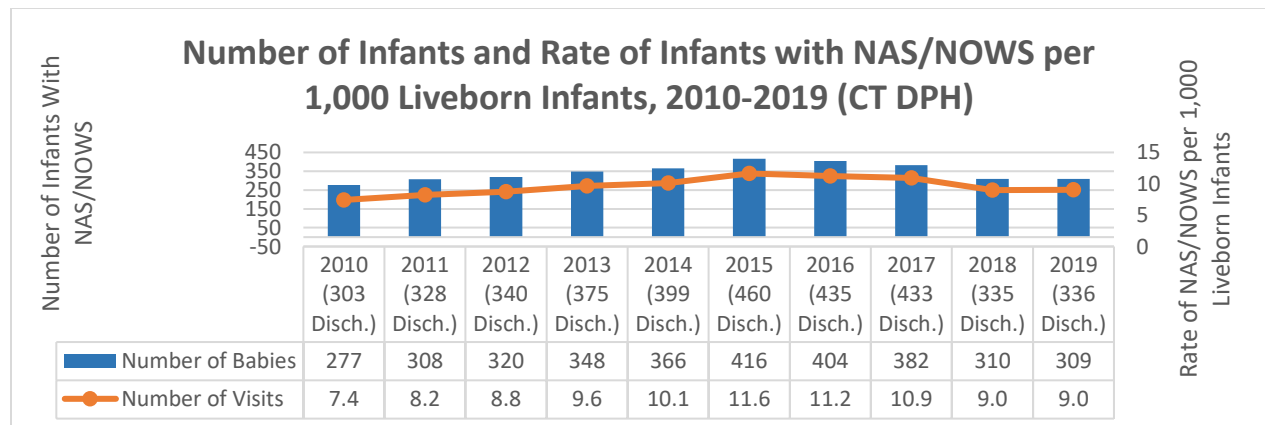 Number of Infants and Rate of Infants with NAS/NOWS per
1,000 Liveborn Infants, 2010-2019 (CT DPH)
Number of Infants With
NAS/NOWS
450
350
250
150
50
-50
15
10
5
0
Rate of NAS/NOWS per 1,000
Liveborn Infants
2010 2011 2012 2013 2014 2015 2016 2017 2018 2019
(303 (328 (340 (375 (399 (460 (435 (433 (335 (336
Disch.) Disch.) Disch.) Disch.) Disch.) Disch.) Disch.) Disch.) Disch.) Disch.)
Number of Babies 277 308 320 348 366 416 404 382 310 309
Number of Visits 7.4 8.2 8.8 9.6 10.1 11.6 11.2 10.9 9.0 9.0